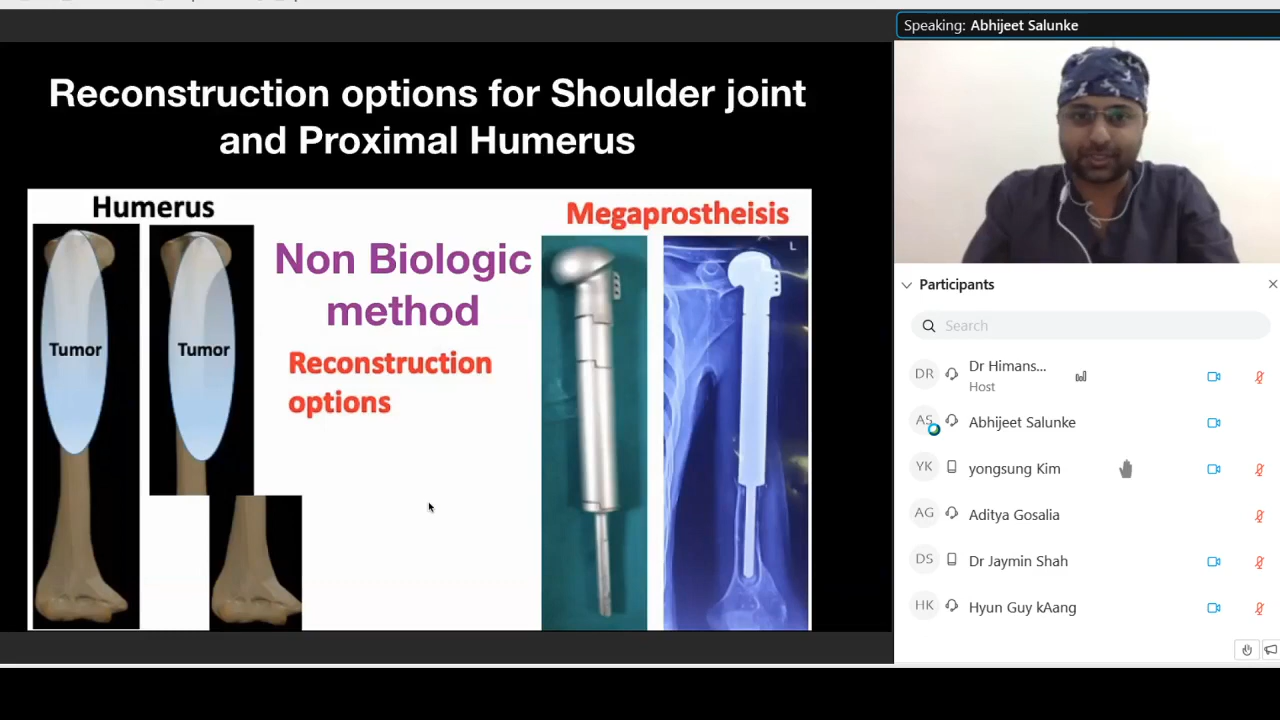 Speaking: Abhijeet Salunke
Reconstruction options for Shoulder joint
and Proximal Humerus
Humerus
Megaprostheisis
Non Biologic
method
Reconstruction
options
Tumor
Tumor
L
Participants
Search
DR
Dr Himans...
Host
AS
Abhijeet Salunke
YK
yongsung Kim
AG
Aditya Gosalia
DS
Dr Jaymin Shah
HK
Hyun Guy kAang